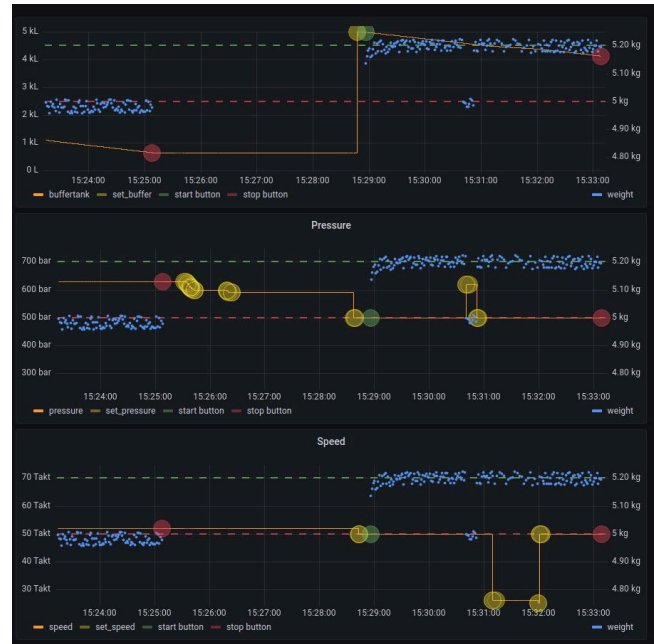 5 kL 5.20 kg
4 kL 5.10 kg
3 kL 5 kg
2 kL
1 kL 4.90 kg
0 L 4.80 kg
15:24:00 15:25:00 15:26:00 15:27:00 15:28:00 15:29:00 15:30:00 15:31:00 15:32:00 15:33:00
buffertank set_buffer start button stop button weight
Pressure
700 bar 5.20 kg
600 bar 5.10 kg
500 bar 5 kg
400 bar 4.90 kg
300 bar 4.80 kg
15:24:00 15:25:00 15:26:00 15:27:00 15:28:00 15:29:00 15:30:00 15:31:00 15:32:00 15:33:00
pressure set_pressure start button stop button weight
Speed
70 Takt 5.20 kg
60 Takt 5.10 kg
50 Takt 5 kg
40 Takt 4.90 kg
30 Takt 4.80 kg
15:24:00 15:25:00 15:26:00 15:27:00 15:28:00 15:29:00 15:30:00 15:31:00 15:32:00 15:33:00
speed set_speed start button stop button weight